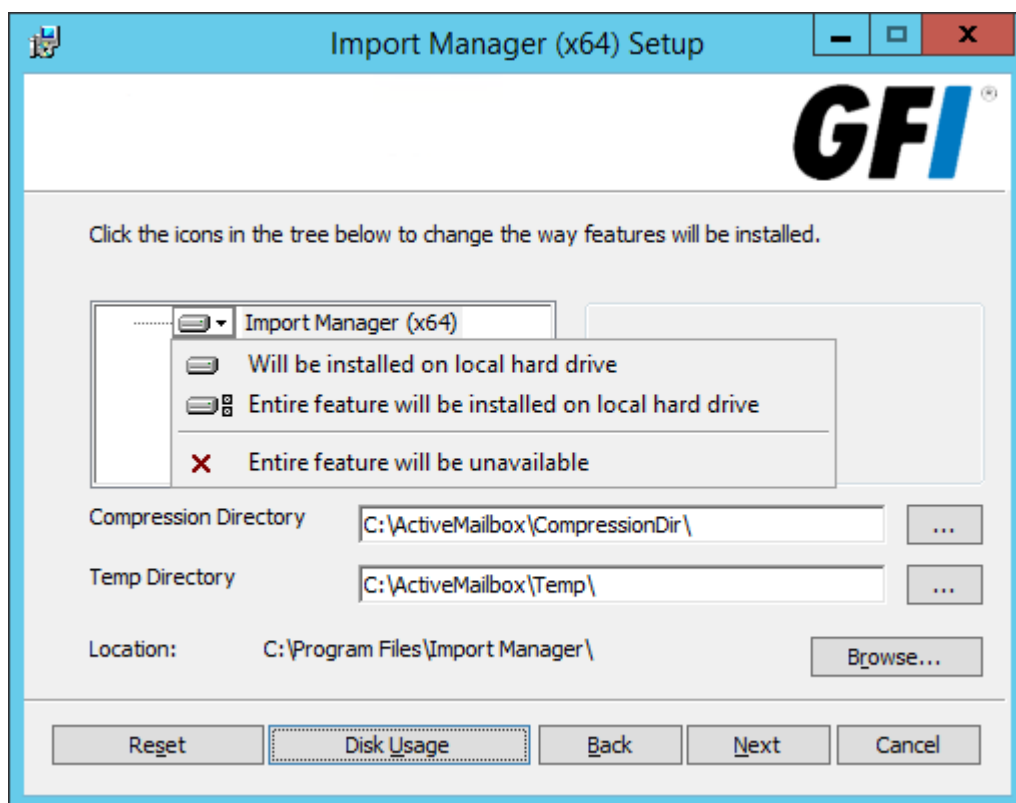 Import Manager (x64) Setup
GFI®
Click the icons in the tree below to change the way features will be installed.
Import Manager (x64)
Will be installed on local hard drive
Entire feature will be installed on local hard drive
Entire feature will be unavailable
Compression Directory C:\ActiveMailbox\CompressionDir\ ...
Temp Directory C:\ActiveMailbox\Temp\ ...
Location: C:\Program Files\Import Manager\ Browse...
Reset Disk Usage Back Next Cancel